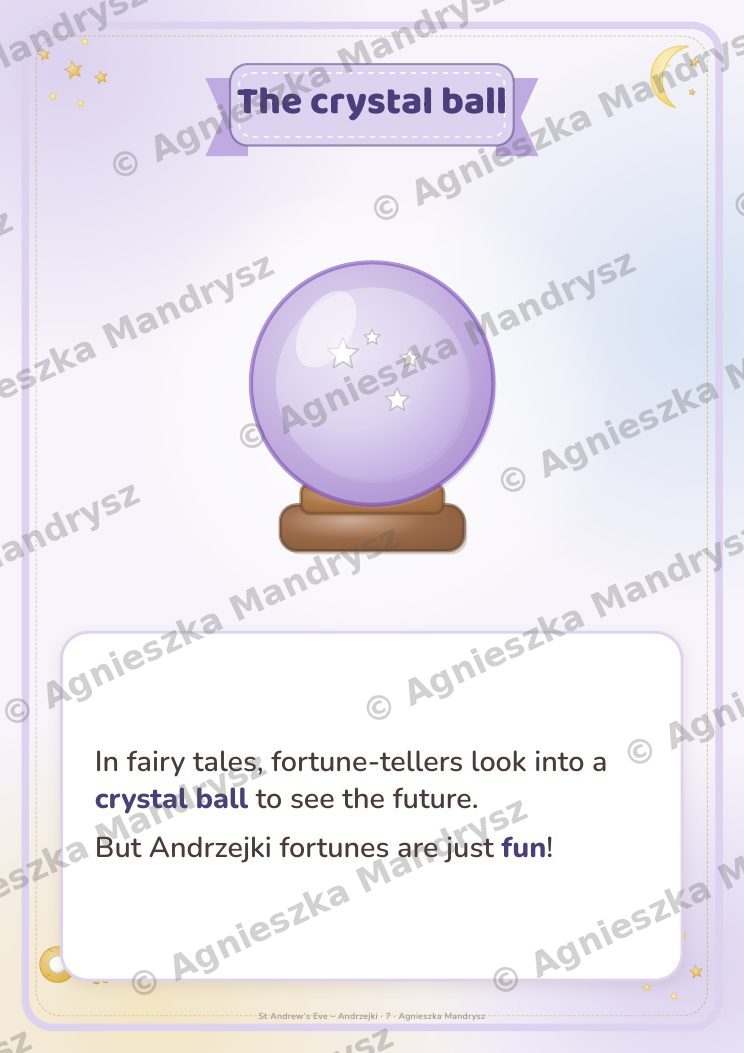 The crystal ball
In fairy tales, fortune-tellers look into a
crystal ball to see the future.
But Andrzejki fortunes are just fun!
St Andrew's Eve – Andrzejki · 7 · Agnieszka Mandrysz
© Agnieszka Mandrysz